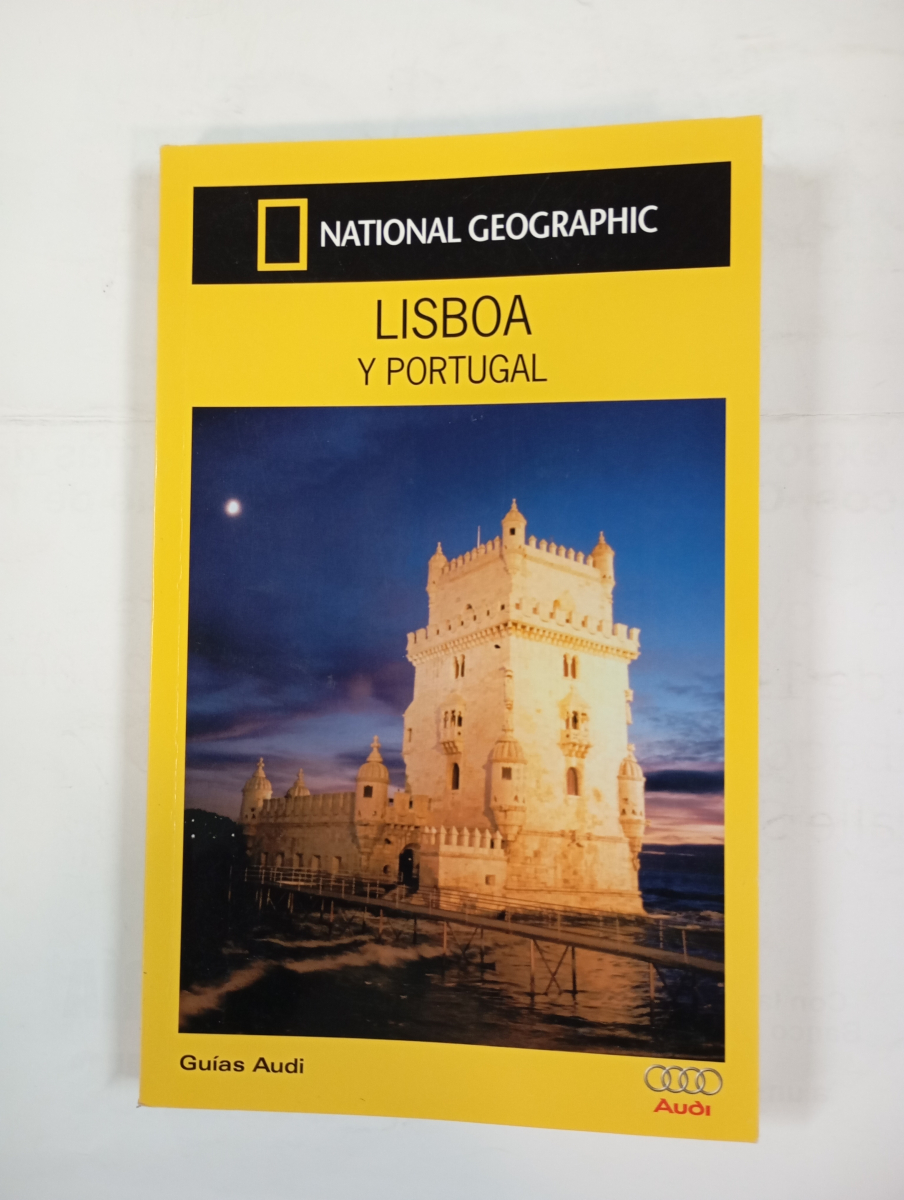 NATIONAL GEOGRAPHIC
LISBOA
Y PORTUGAL
Guías Audi
Audi